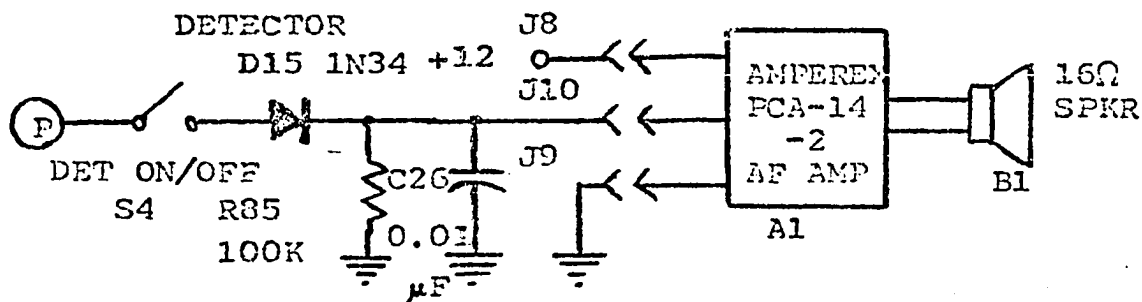 DETECTOR
D15 1N34
+12
J8
J10
J9
P
DET ON/OFF
S4
R85
100K
C26
0.01
µF
AMPEREX
PCA-14
-2
AF AMP
A1
16Ω
SPKR
B1